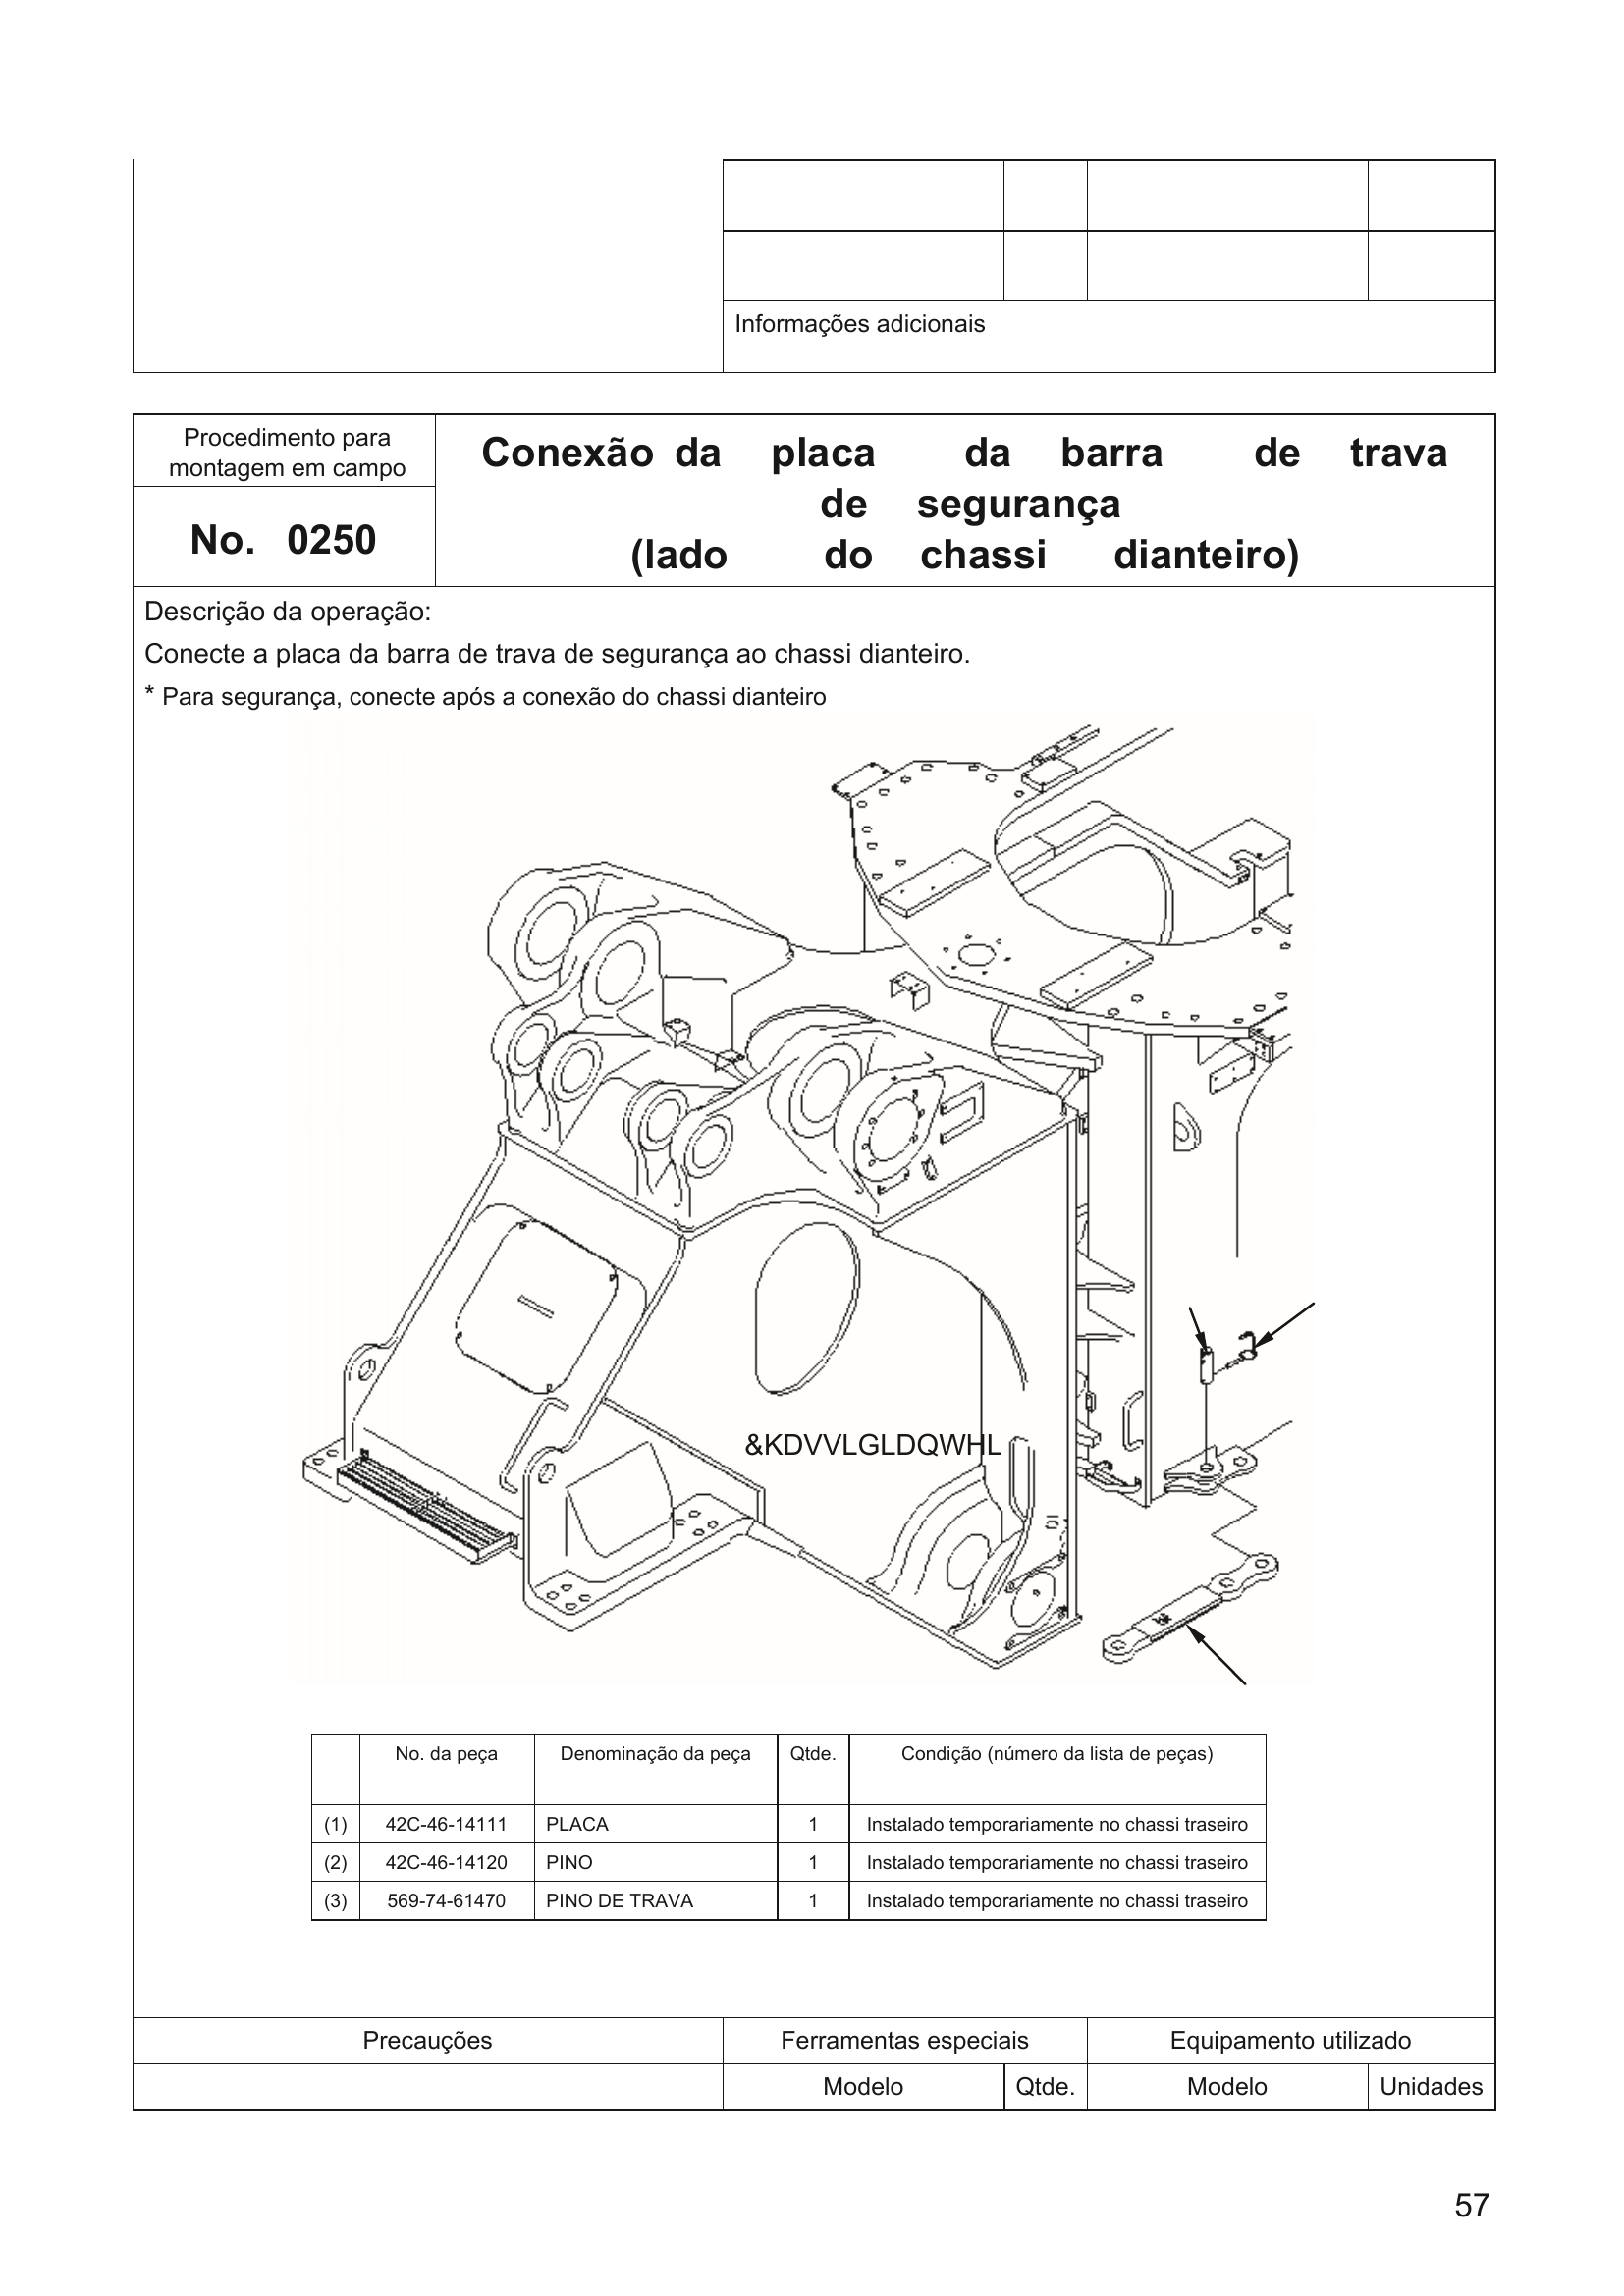 Informações adicionais
Procedimento para
montagem em campo
No. 0250
Conexão da placa da barra de trava
de segurança
(lado do chassi dianteiro)
Descrição da operação:
Conecte a placa da barra de trava de segurança ao chassi dianteiro.
* Para segurança, conecte após a conexão do chassi dianteiro
&KDVVLGLDQWHL
No. da peça Denominação da peça Qtde. Condição (número da lista de peças)
(1) 42C-46-14111 PLACA 1 Instalado temporariamente no chassi traseiro
(2) 42C-46-14120 PINO 1 Instalado temporariamente no chassi traseiro
(3) 569-74-61470 PINO DE TRAVA 1 Instalado temporariamente no chassi traseiro
Precauções Ferramentas especiais Equipamento utilizado
Modelo Qtde. Modelo Unidades
57